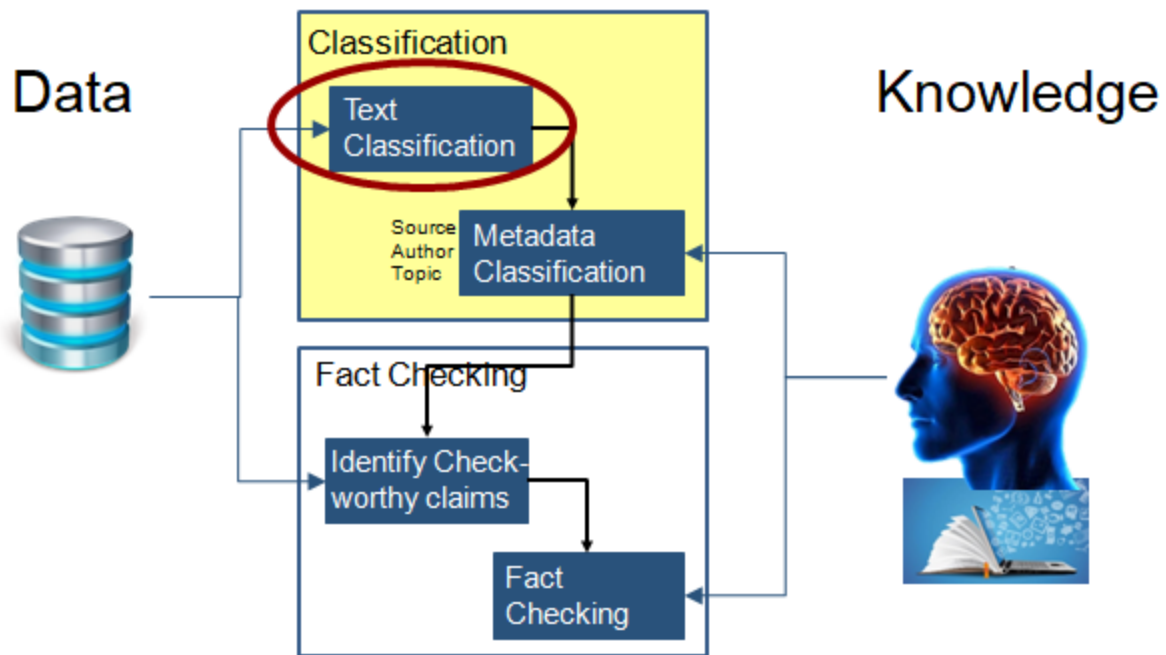 Data
Classification
Text
Classification
Source
Author
Topic
Metadata
Classification
Fact Checking
Identify Check-
worthy claims
Fact
Checking
Knowledge